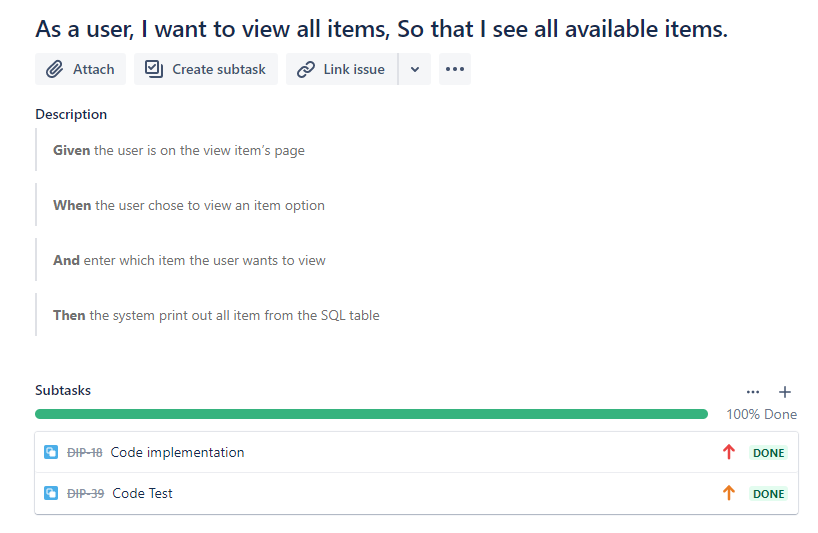 As a user, I want to view all items, So that I see all available items.
Attach
Create subtask
Link issue
Description
Given the user is on the view item's page
When the user chose to view an item option
And enter which item the user wants to view
Then the system print out all item from the SQL table
Subtasks
100% Done
DIP-18 Code implementation DONE
DIP-39 Code Test DONE